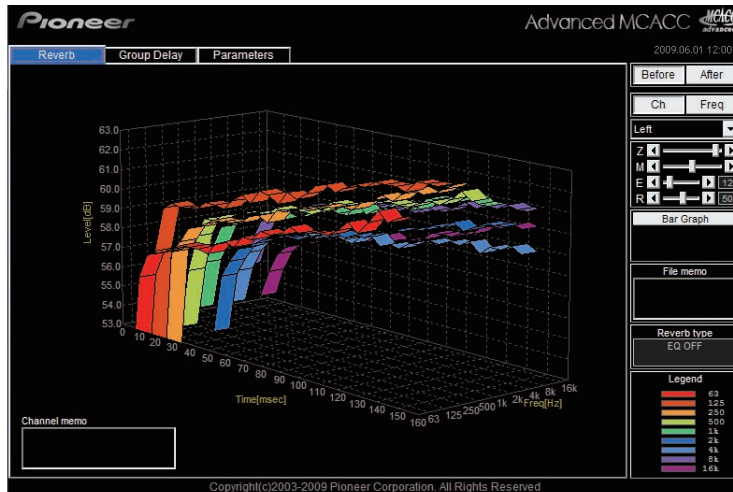 Pioneer
Advanced MCACC
MCACC
advanced
2009.06.01 12:00
Reverb Group Delay Parameters
Before After
Ch Freq
Left
Z
M
E 12
R 50
Bar Graph
File memo
Reverb type
EQ OFF
Legend
63
125
250
500
1k
2k
4k
8k
16k
63.0
62.0
61.0
60.0
59.0
58.0
57.0
56.0
55.0
54.0
53.0
Level[dB]
0 10 20 30 40 50 60 70 80 90 100 110 120 130 140 150 160
Time[msec]
63 125 250 500 1k 2k 4k 8k 16k
Freq[Hz]
Channel memo
Copyright(c)2003-2009 Pioneer Corporation. All Rights Reserved